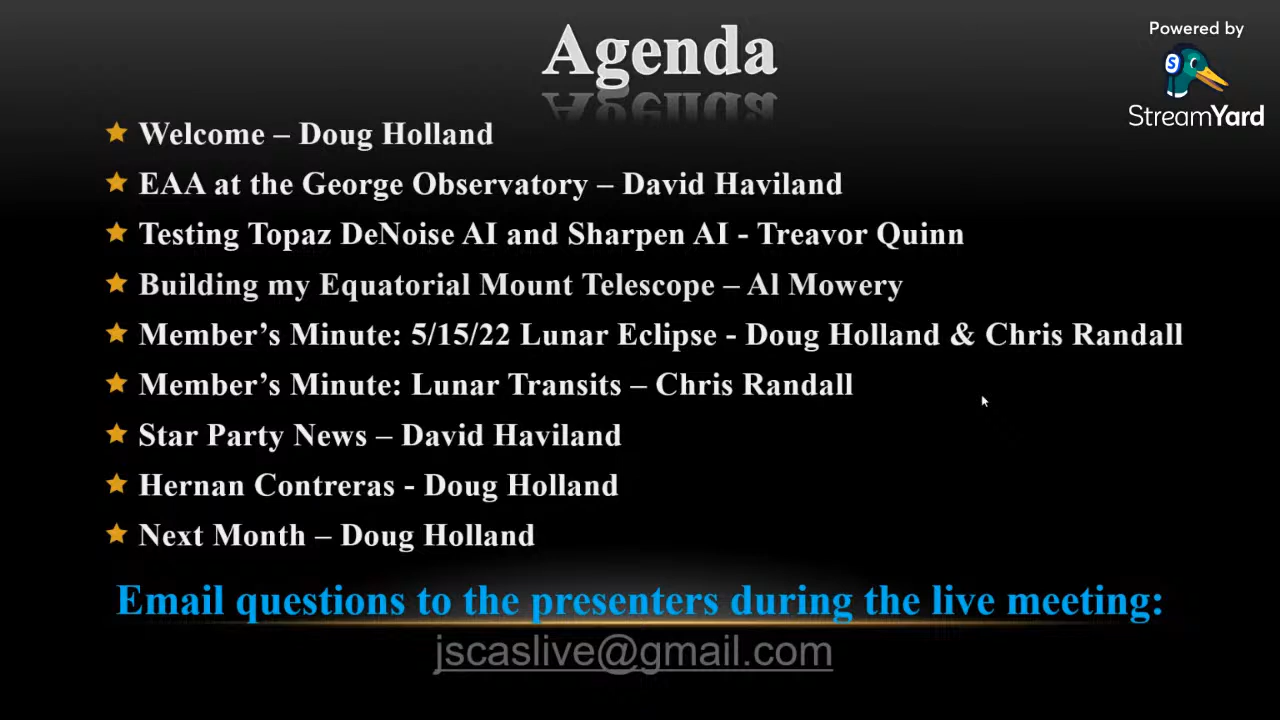 Agenda
Powered by
StreamYard
Welcome – Doug Holland
EAA at the George Observatory – David Haviland
Testing Topaz DeNoise AI and Sharpen AI - Treavor Quinn
Building my Equatorial Mount Telescope – Al Mowery
Member’s Minute: 5/15/22 Lunar Eclipse - Doug Holland & Chris Randall
Member’s Minute: Lunar Transits – Chris Randall
Star Party News – David Haviland
Hernan Contreras - Doug Holland
Next Month – Doug Holland
Email questions to the presenters during the live meeting:
jscaslive@gmail.com